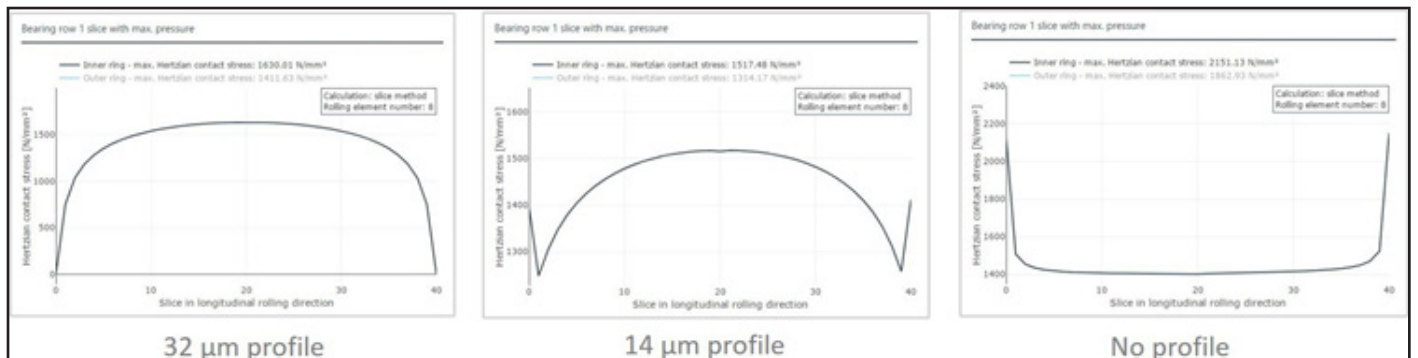 Bearing row 1 slice with max. pressure
Inner ring - max. Hertzian contact stress: 1630.01 N/mm²
Outer ring - max. Hertzian contact stress: 1411.63 N/mm²
Calculation: slice method
Rolling element number: 8
Hertzian contact stress [N/mm²]
1500
1000
500
0
0 10 20 30 40
Slice in longitudinal rolling direction
32 µm profile
Bearing row 1 slice with max. pressure
Inner ring - max. Hertzian contact stress: 1517.48 N/mm²
Outer ring - max. Hertzian contact stress: 1314.17 N/mm²
Calculation: slice method
Rolling element number: 8
Hertzian contact stress [N/mm²]
1600
1500
1400
1300
0 10 20 30 40
Slice in longitudinal rolling direction
14 µm profile
Bearing row 1 slice with max. pressure
Inner ring - max. Hertzian contact stress: 2151.13 N/mm²
Outer ring - max. Hertzian contact stress: 1862.93 N/mm²
Calculation: slice method
Rolling element number: 8
Hertzian contact stress [N/mm²]
2400
2200
2000
1800
1600
1400
0 10 20 30 40
Slice in longitudinal rolling direction
No profile